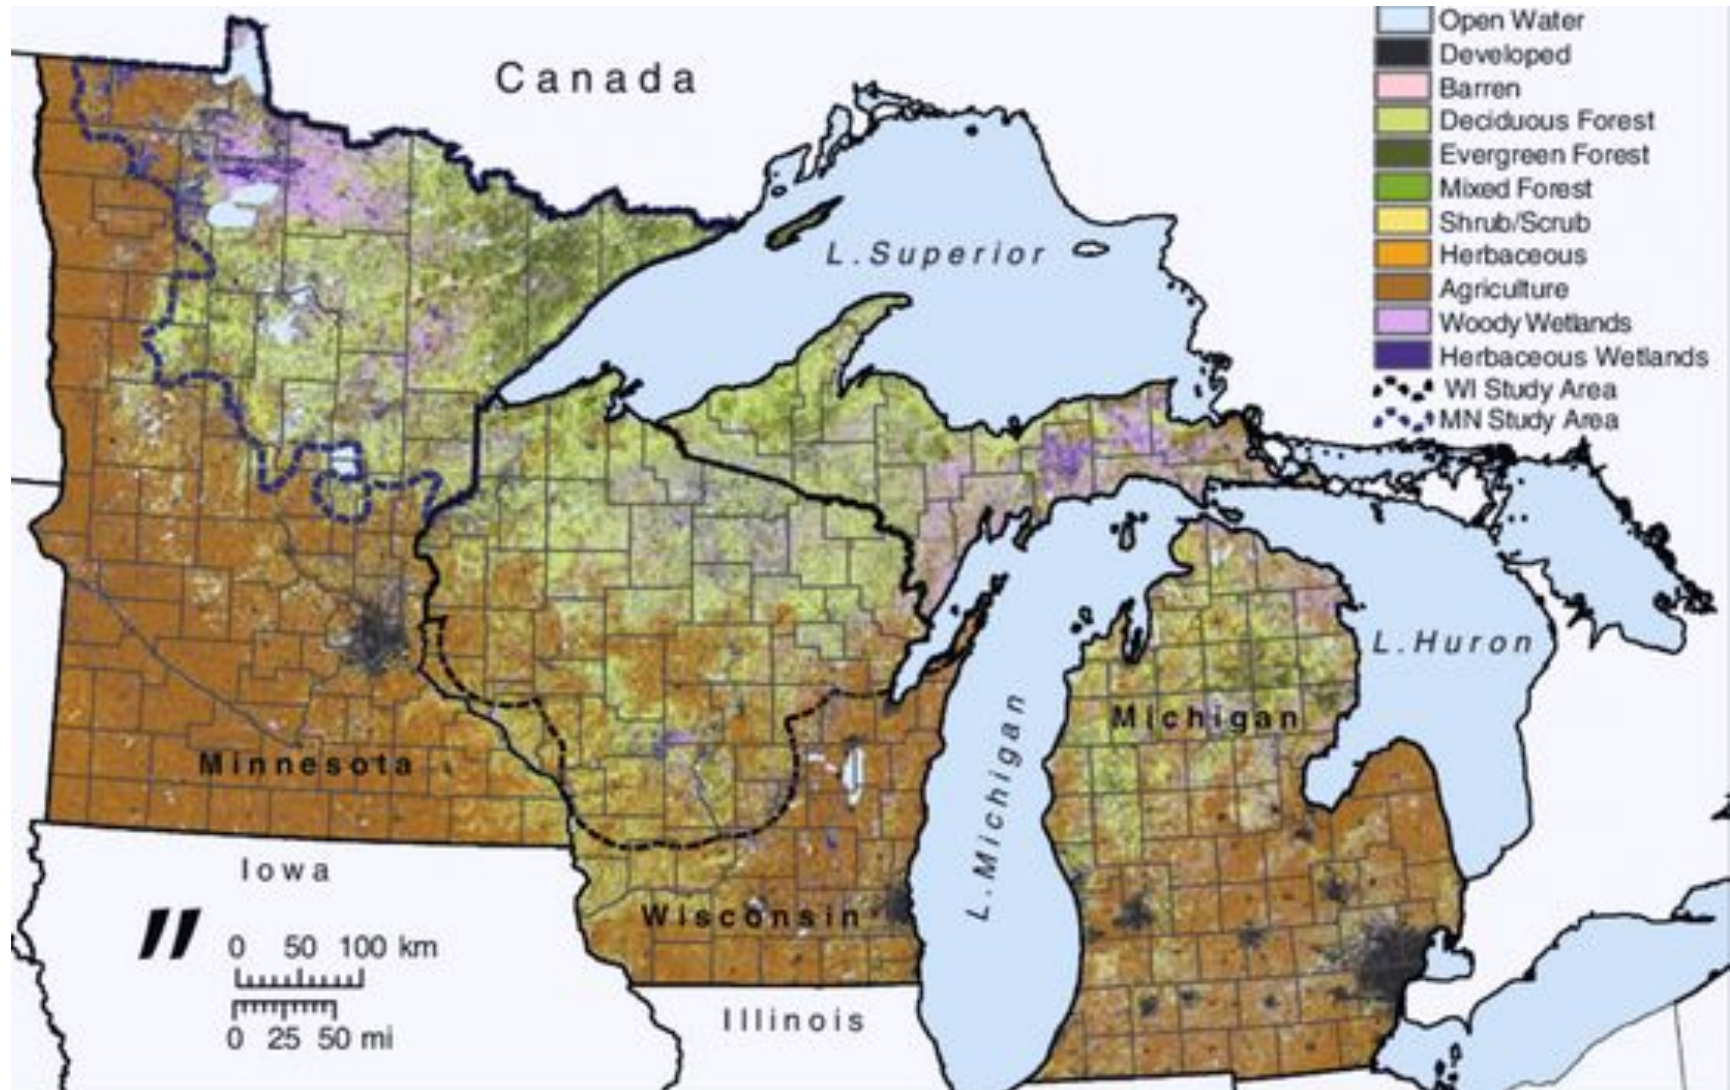 Open Water
Developed
Barren
Deciduous Forest
Evergreen Forest
Mixed Forest
Shrub/Scrub
Herbaceous
Agriculture
Woody Wetlands
Herbaceous Wetlands
WI Study Area
MN Study Area
Canada
L.Superior
L.Huron
L.Michigan
Michigan
Minnesota
Wisconsin
Iowa
Illinois
0 50 100 km
0 25 50 mi